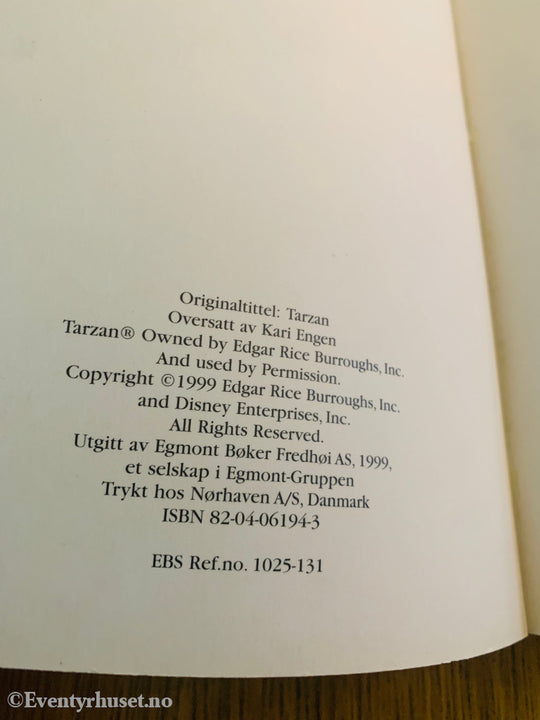 Originaltittel: Tarzan
Oversatt av Kari Engen
Tarzan® Owned by Edgar Rice Burroughs, Inc.
And used by Permission.
Copyright ©1999 Edgar Rice Burroughs, Inc.
and Disney Enterprises, Inc.
All Rights Reserved.
Utgitt av Egmont Bøker Fredhøi AS, 1999,
et selskap i Egmont-Gruppen
Trykt hos Nørhaven A/S, Danmark
ISBN 82-04-06194-3
EBS Ref.no. 1025-131
©Eventyrhuset.no